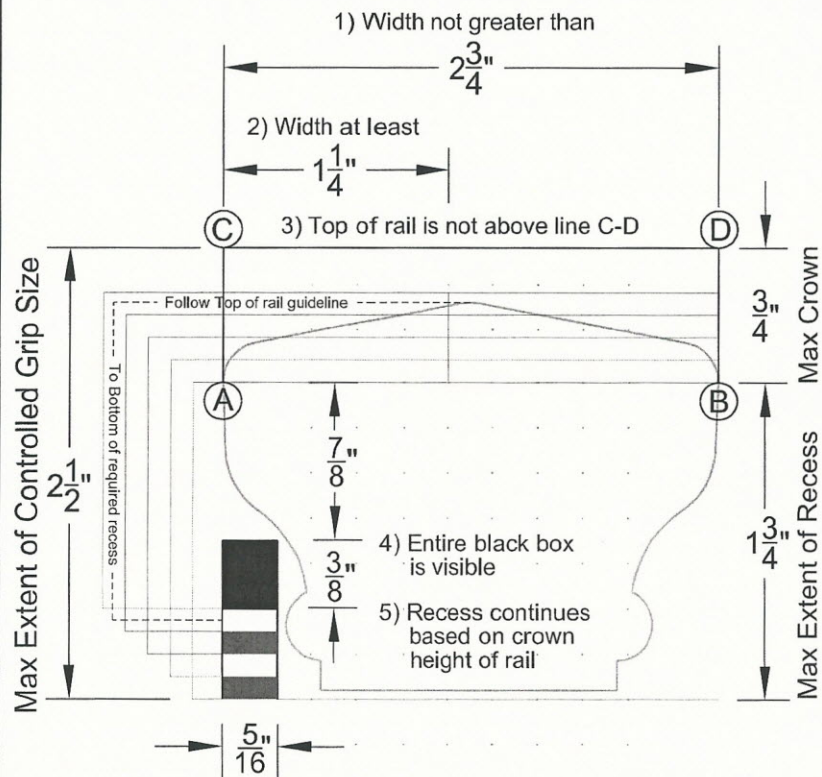 1) Width not greater than
2 3/4"
2) Width at least
1 1/4"
C
3) Top of rail is not above line C-D
D
Max Extent of Controlled Grip Size
2 1/2"
Follow Top of rail guideline
To Bottom of required recess
3/4"
Max Crown
A
B
7/8"
4) Entire black box
is visible
3/8"
5) Recess continues
based on crown
height of rail
1 3/4"
Max Extent of Recess
5/16"